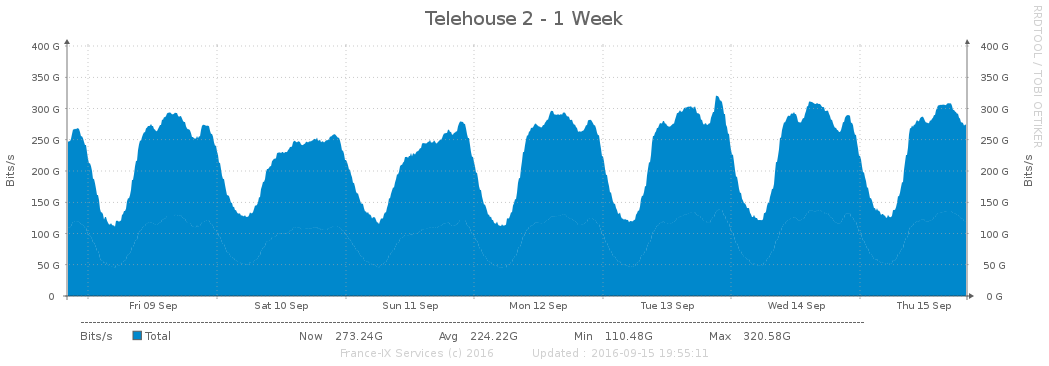 Telehouse 2 - 1 Week
RRDTOOL / TOBI OETIKER
Bits/s
400 G
350 G
300 G
250 G
200 G
150 G
100 G
50 G
0
400 G
350 G
300 G
250 G
200 G
150 G
100 G
50 G
0 G
Bits/s
Fri 09 Sep Sat 10 Sep Sun 11 Sep Mon 12 Sep Tue 13 Sep Wed 14 Sep Thu 15 Sep
Bits/s Total Now 273.24G Avg 224.22G Min 110.48G Max 320.58G
France-IX Services (c) 2016 Updated : 2016-09-15 19:55:11